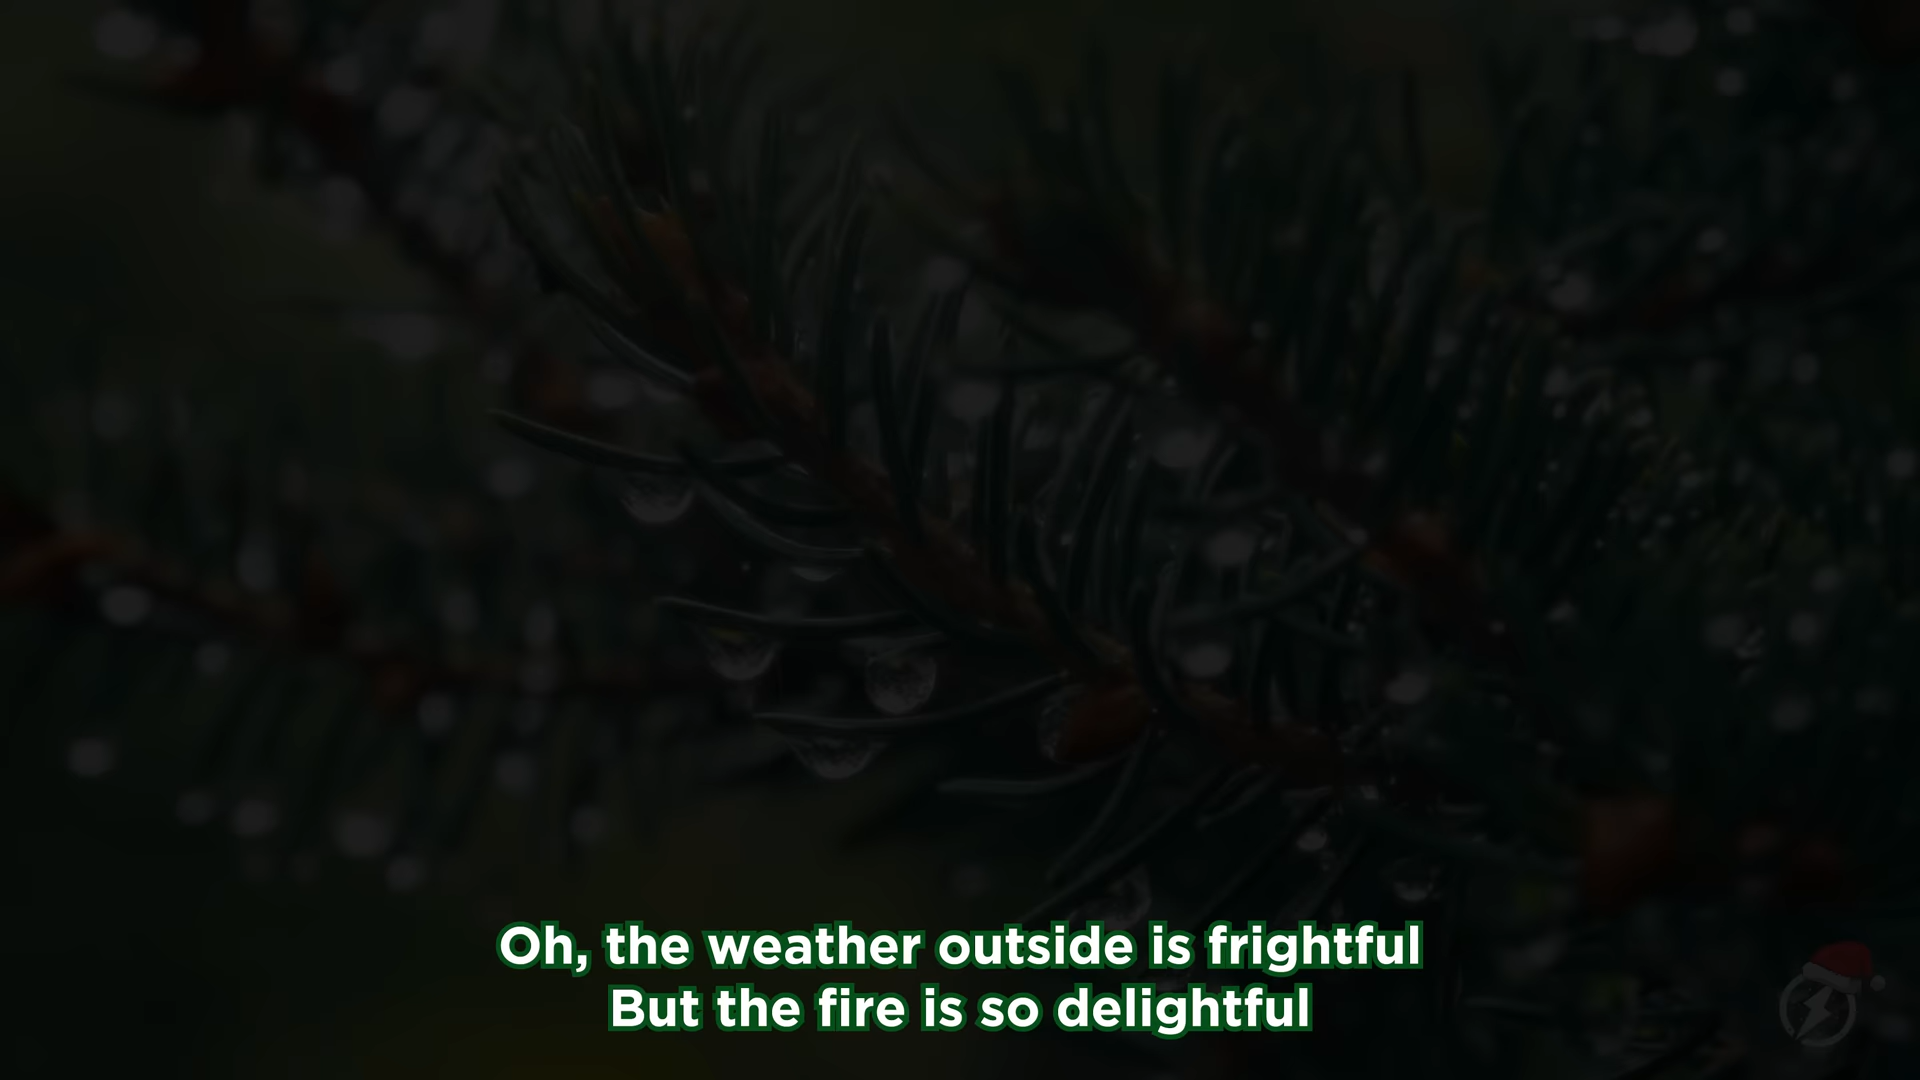 Oh, the weather outside is frightful
But the fire is so delightful